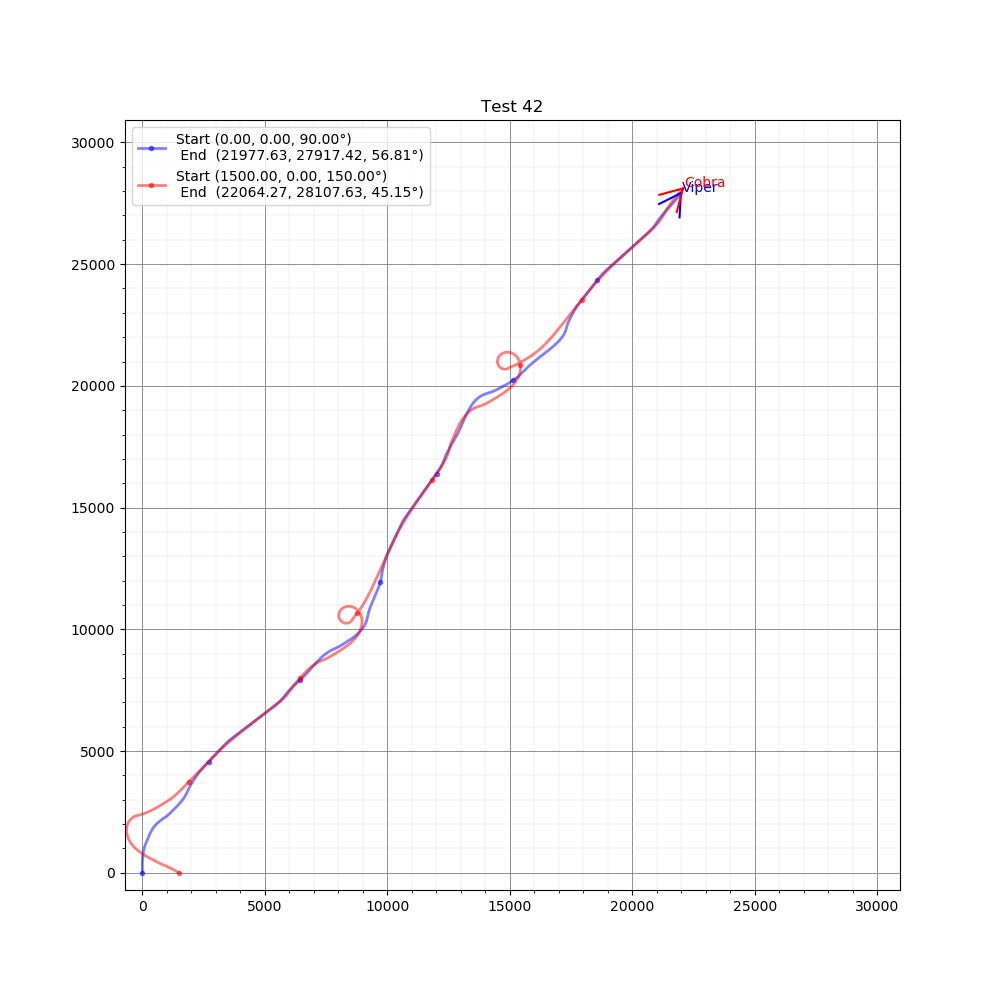 Test 42
Start (0.00, 0.00, 90.00°)
End (21977.63, 27917.42, 56.81°)
Start (1500.00, 0.00, 150.00°)
End (22064.27, 28107.63, 45.15°)
Cobra
Viper
30000
25000
20000
15000
10000
5000
0
0 5000 10000 15000 20000 25000 30000